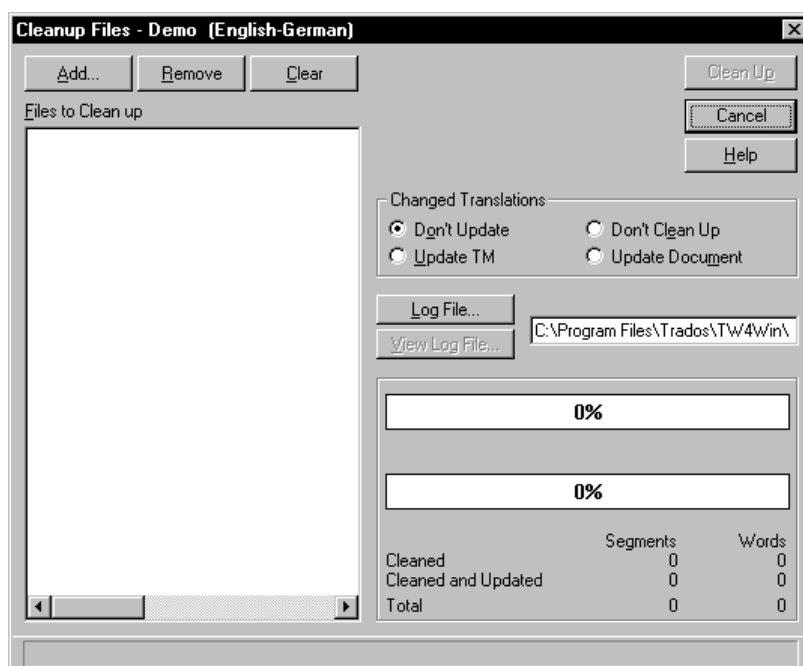 Cleanup Files - Demo (English-German)
Add... Remove Clear Clean Up
Files to Clean up Cancel
Help
Changed Translations
Don't Update Don't Clean Up
Update TM Update Document
Log File...
View Log File... C:\Program Files\Trados\TW4Win\
0%
0%
Segments Words
Cleaned 0 0
Cleaned and Updated 0 0
Total 0 0